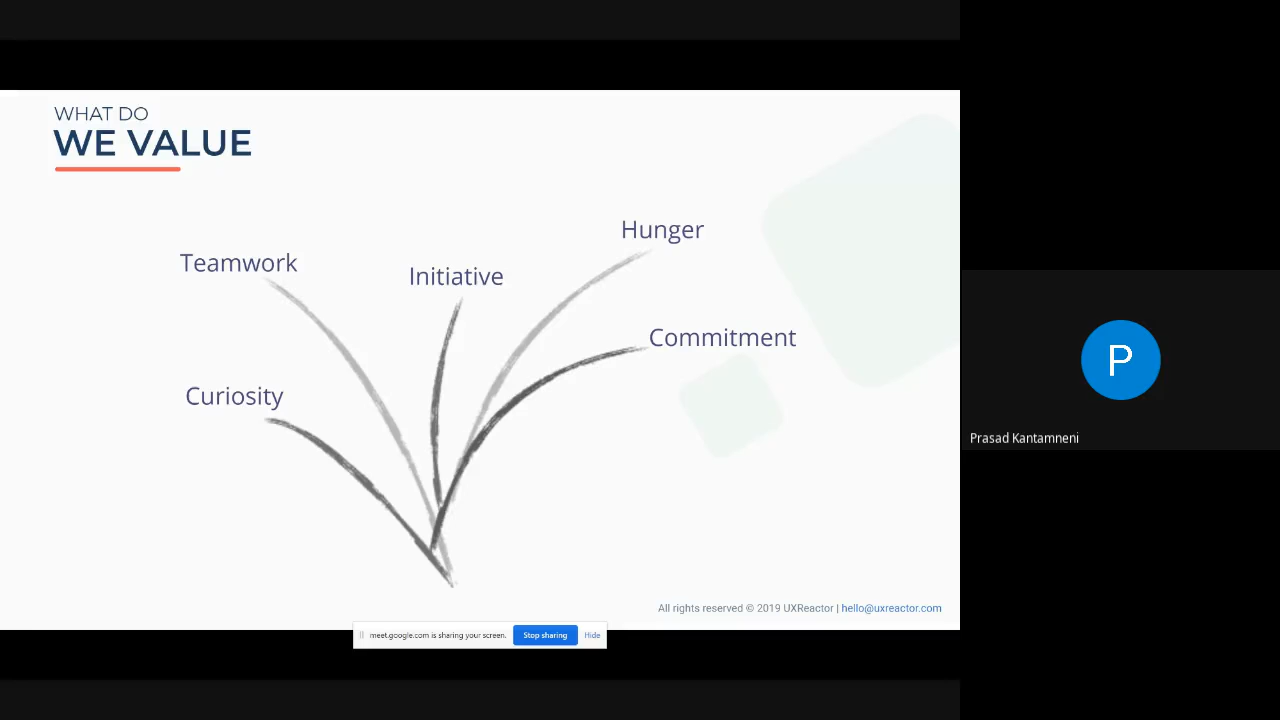 WHAT DO
WE VALUE
Hunger
Teamwork
Initiative
Commitment
Curiosity
P
Prasad Kantamneni
All rights reserved © 2019 UXReactor | hello@uxreactor.com
meet.google.com is sharing your screen. Stop sharing Hide